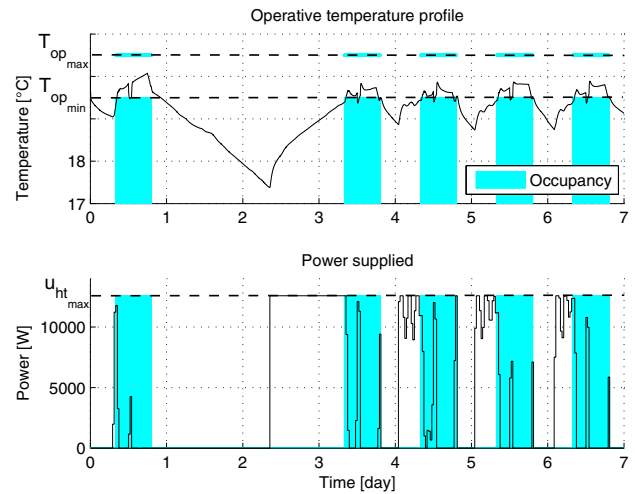 Operative temperature profile
T op max
T op min
Temperature [°C]
18
17
0 1 2 3 4 5 6 7
Occupancy
Power supplied
u ht max
10000
5000
0
Power [W]
0 1 2 3 4 5 6 7
Time [day]